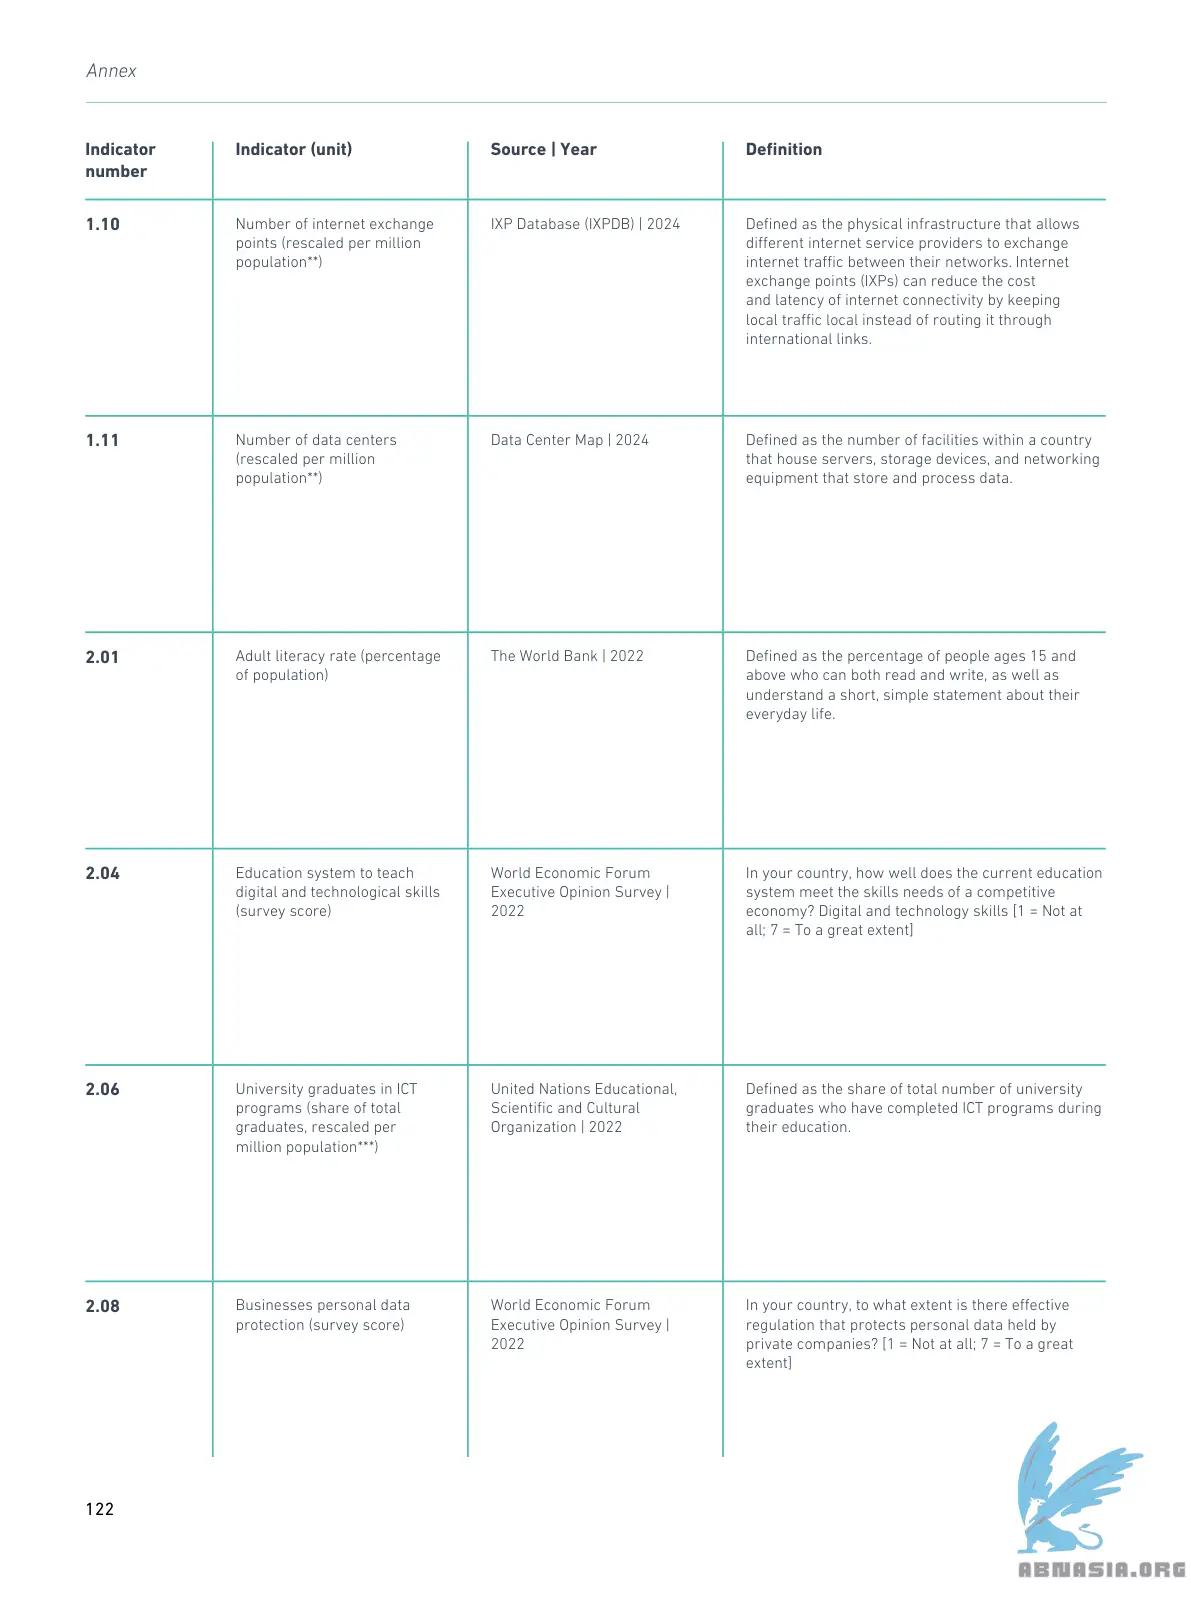 Annex
Indicator
number
Indicator (unit)
Source | Year
Definition
1.10
Number of internet exchange
points (rescaled per million
population**)
IXP Database (IXPDB) | 2024
Defined as the physical infrastructure that allows
different internet service providers to exchange
internet traffic between their networks. Internet
exchange points (IXPs) can reduce the cost
and latency of internet connectivity by keeping
local traffic local instead of routing it through
international links.
1.11
Number of data centers
(rescaled per million
population**)
Data Center Map | 2024
Defined as the number of facilities within a country
that house servers, storage devices, and networking
equipment that store and process data.
2.01
Adult literacy rate (percentage
of population)
The World Bank | 2022
Defined as the percentage of people ages 15 and
above who can both read and write, as well as
understand a short, simple statement about their
everyday life.
2.04
Education system to teach
digital and technological skills
(survey score)
World Economic Forum
Executive Opinion Survey |
2022
In your country, how well does the current education
system meet the skills needs of a competitive
economy? Digital and technology skills [1 = Not at
all; 7 = To a great extent]
2.06
University graduates in ICT
programs (share of total
graduates, rescaled per
million population***)
United Nations Educational,
Scientific and Cultural
Organization | 2022
Defined as the share of total number of university
graduates who have completed ICT programs during
their education.
2.08
Businesses personal data
protection (survey score)
World Economic Forum
Executive Opinion Survey |
2022
In your country, to what extent is there effective
regulation that protects personal data held by
private companies? [1 = Not at all; 7 = To a great
extent]
122
ABNASIA.ORG